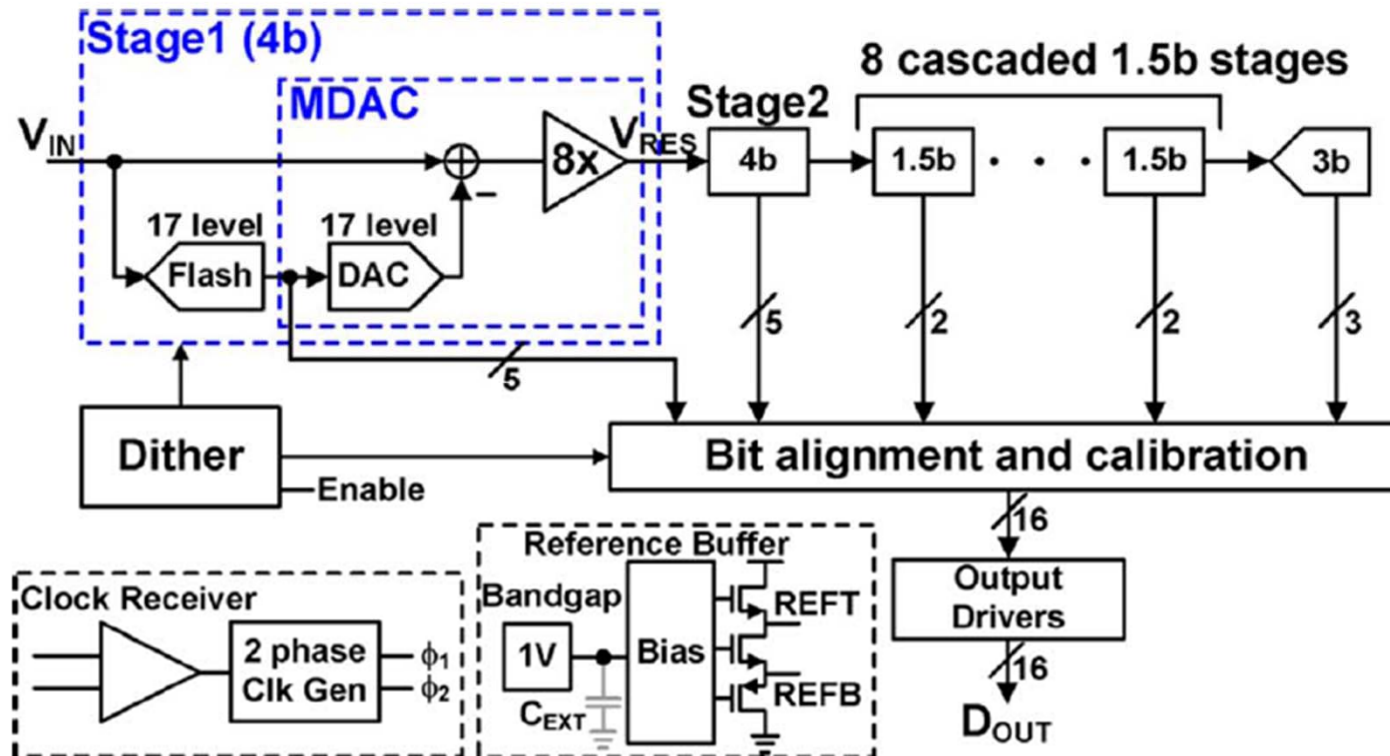 Stage1 (4b)
8 cascaded 1.5b stages
MDAC
Stage2
VIN
8x
VRES
4b
1.5b
1.5b
3b
17 level
17 level
Flash
DAC
5
2
2
3
5
Dither
Bit alignment and calibration
Enable
16
Reference Buffer
Output
Drivers
Clock Receiver
Bandgap
REFT
2 phase
Clk Gen
ϕ1
ϕ2
1V
Bias
16
REFB
CEXT
DOUT